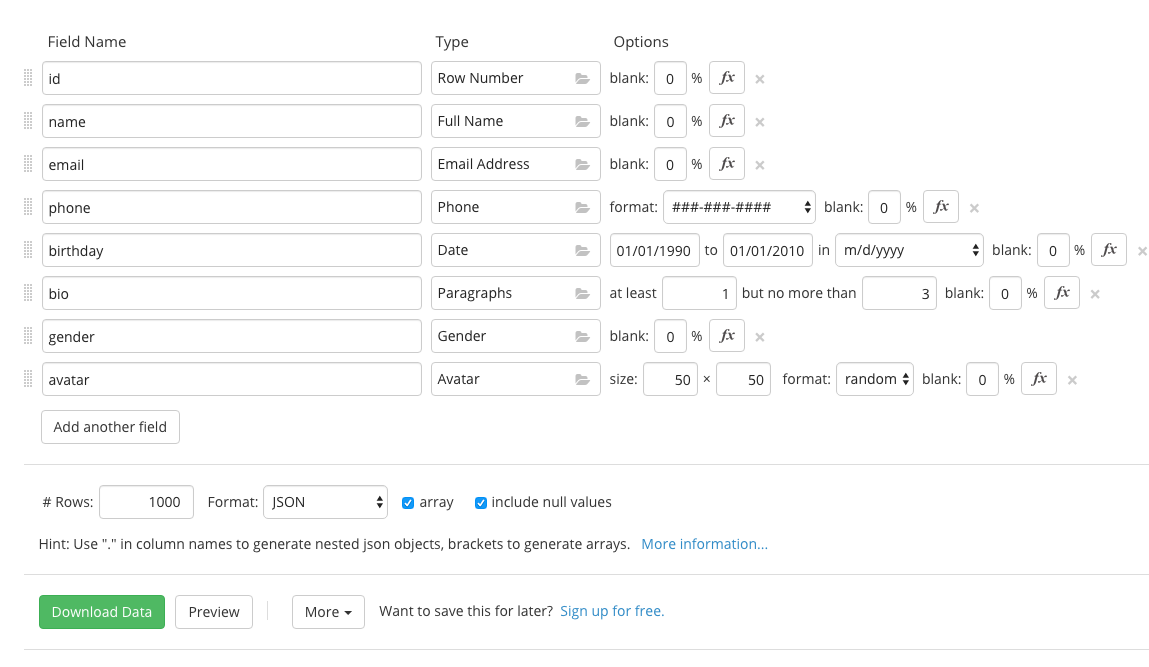 Field Name Type Options
id Row Number blank: 0 % fx ×
name Full Name blank: 0 % fx ×
email Email Address blank: 0 % fx ×
phone Phone format: ###-###-#### blank: 0 % fx ×
birthday Date 01/01/1990 to 01/01/2010 in m/d/yyyy blank: 0 % fx ×
bio Paragraphs at least 1 but no more than 3 blank: 0 % fx ×
gender Gender blank: 0 % fx ×
avatar Avatar size: 50 × 50 format: random blank: 0 % fx ×
Add another field
# Rows: 1000 Format: JSON array include null values
Hint: Use "." in column names to generate nested json objects, brackets to generate arrays. More information...
Download Data Preview More Want to save this for later? Sign up for free.